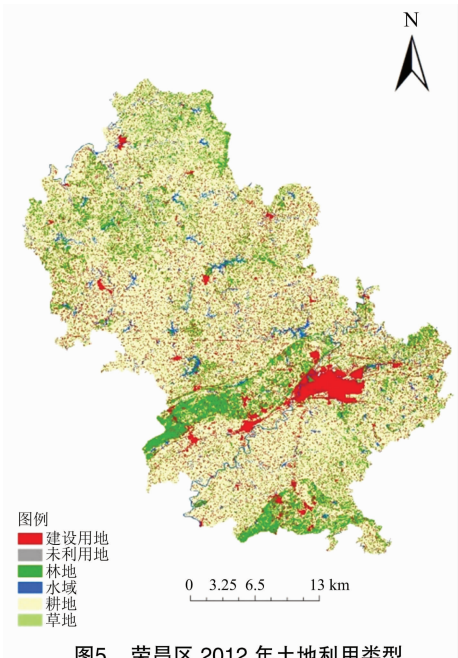 N
图例
建设用地
未利用地
林地
水域
耕地
草地
0 3.25 6.5 13 km
图5 荣昌区 2012 年土地利用类型